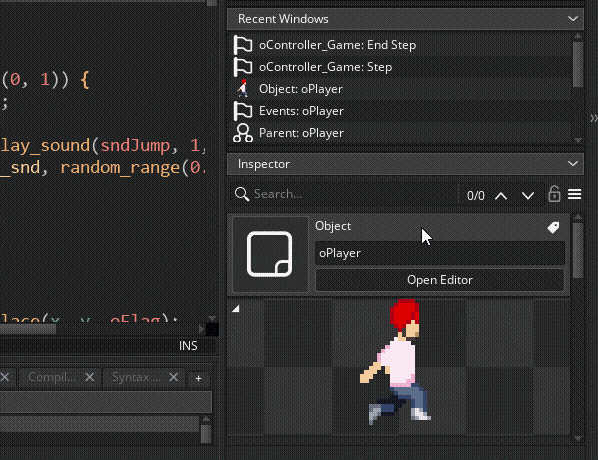 (0, 1)) {
;
lay_sound(sndJump, 1,
_snd, random_range(0.
lace(x, y, oFlag);
INS
Compil...
Syntax ...
+
Recent Windows
oController_Game: End Step
oController_Game: Step
Object: oPlayer
Events: oPlayer
Parent: oPlayer
Inspector
Search...
0/0
Object
oPlayer
Open Editor